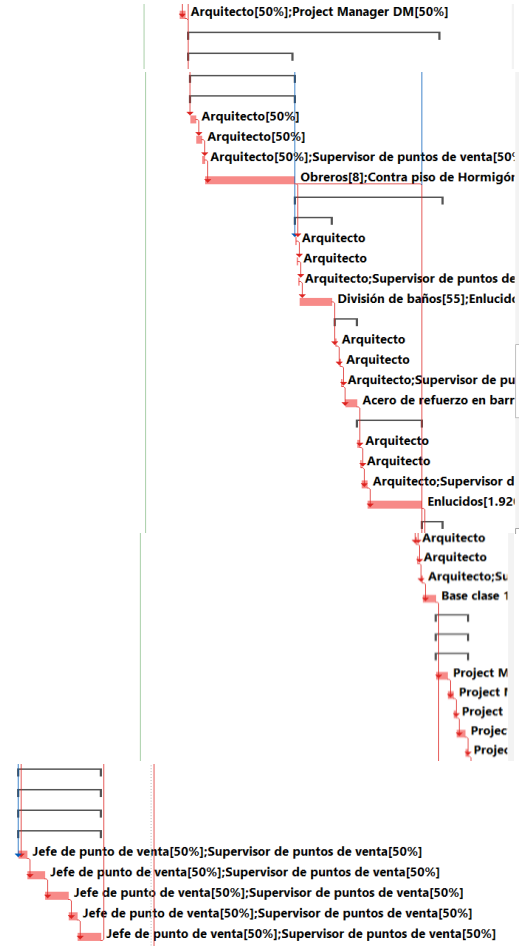 Arquitecto[50%];Project Manager DM[50%]
Arquitecto[50%]
Arquitecto[50%]
Arquitecto[50%];Supervisor de puntos de venta[50%
Obreros[8];Contra piso de Hormigón
Arquitecto
Arquitecto
Arquitecto;Supervisor de puntos de
División de baños[55];Enlucido
Arquitecto
Arquitecto
Arquitecto;Supervisor de pu
Acero de refuerzo en barr
Arquitecto
Arquitecto
Arquitecto;Supervisor d
Enlucidos[1.920
Arquitecto
Arquitecto
Arquitecto;Su
Base clase 1
Project M
Project M
Project
Projec
Projec
Jefe de punto de venta[50%];Supervisor de puntos de venta[50%]
Jefe de punto de venta[50%];Supervisor de puntos de venta[50%]
Jefe de punto de venta[50%];Supervisor de puntos de venta[50%]
Jefe de punto de venta[50%];Supervisor de puntos de venta[50%]
Jefe de punto de venta[50%];Supervisor de puntos de venta[50%]